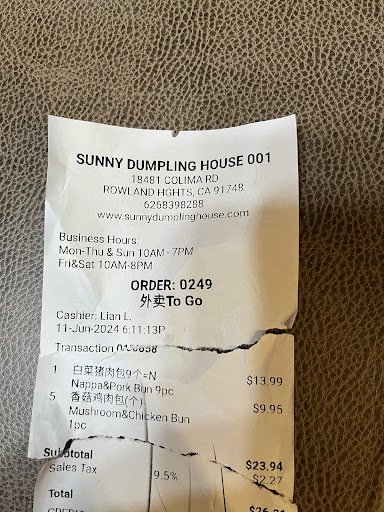 SUNNY DUMPLING HOUSE 001
18481 COLIMA RD
ROWLAND HGHTS, CA 91748
6268398288
www.sunnydumplinghouse.com
Business Hours:
Mon-Thu & Sun 10AM - 7PM
Fri&Sat 10AM-8PM
ORDER: 0249
外卖To Go
Cashier: Lian L.
11-Jun-2024 6:11:13P
Transaction
1 白菜猪肉包9个=N
Nappa&Pork Bun 9pc $13.99
5 香菇鸡肉包(个)
Mushroom&Chicken Bun $9.95
1pc
Subtotal $23.94
Sales Tax 9.5% $2.27
Total